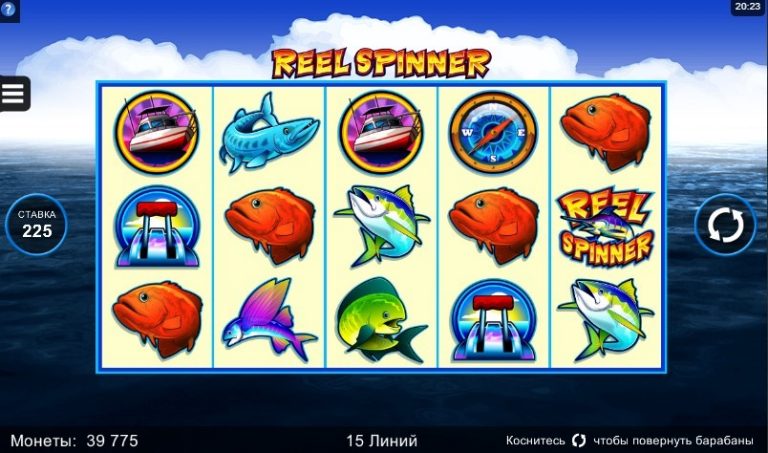 ?
20:23
REEL SPINNER
N
W E
S
СТАВКА
225
REEL
SPINNER
Монеты: 39 775
15 Линий
Коснитесь чтобы повернуть барабаны